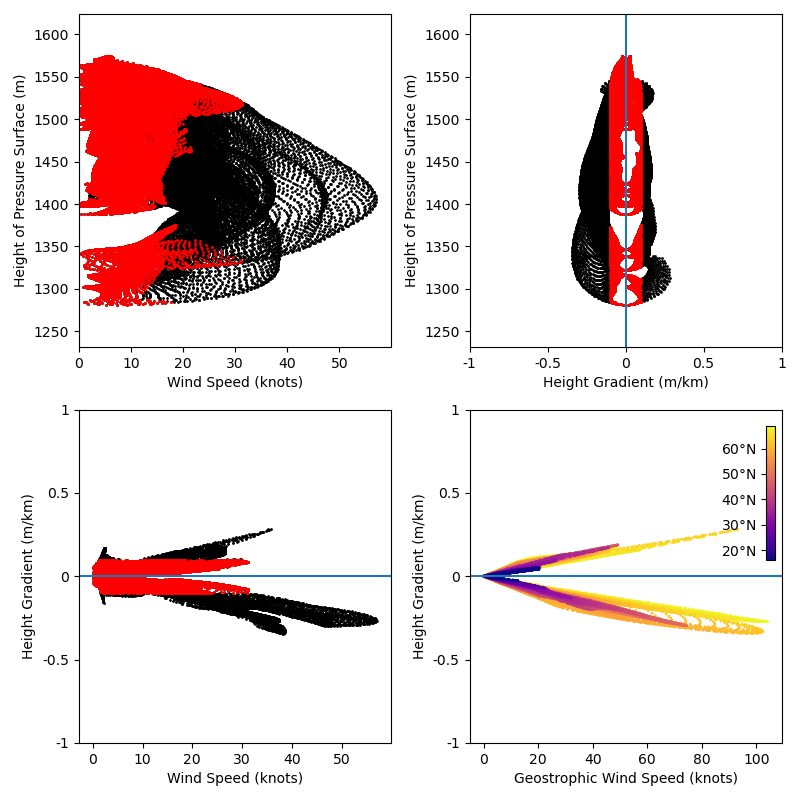 1600
1550
1500
1450
1400
1350
1300
1250
Height of Pressure Surface (m)
0 10 20 30 40 50
Wind Speed (knots)
1600
1550
1500
1450
1400
1350
1300
1250
Height of Pressure Surface (m)
-1 -0.5 0 0.5 1
Height Gradient (m/km)
1
0.5
0
-0.5
-1
Height Gradient (m/km)
0 10 20 30 40 50
Wind Speed (knots)
1
0.5
0
-0.5
-1
Height Gradient (m/km)
60°N
50°N
40°N
30°N
20°N
0 20 40 60 80 100
Geostrophic Wind Speed (knots)